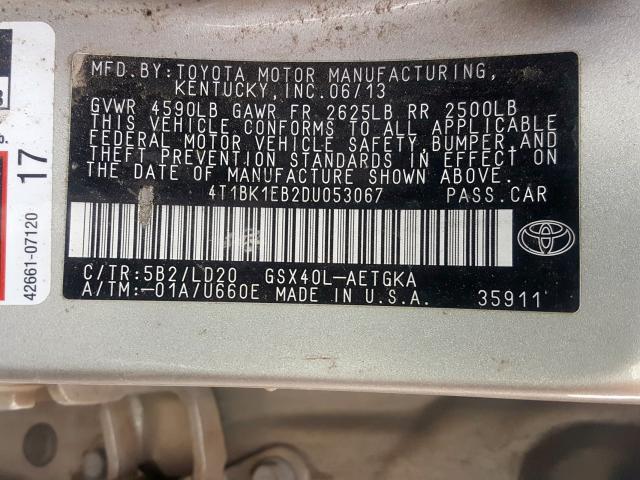 MFD. BY: TOYOTA MOTOR MANUFACTURING,
KENTUCKY, INC. 06/13
GVWR 4590LB GAWR FR 2625LB RR 2500LB
THIS VEHICLE CONFORMS TO ALL APPLICABLE
FEDERAL MOTOR VEHICLE SAFETY, BUMPER, AND
THEFT PREVENTION STANDARDS IN EFFECT ON
THE DATE OF MANUFACTURE SHOWN ABOVE.
4T1BK1EB2DU053067 PASS.CAR
C/TR:5B2/LD20 GSX40L-AETGKA
A/TM:-01A/U660E MADE IN U.S.A. 35911
TOYOTA
17
42661-07120